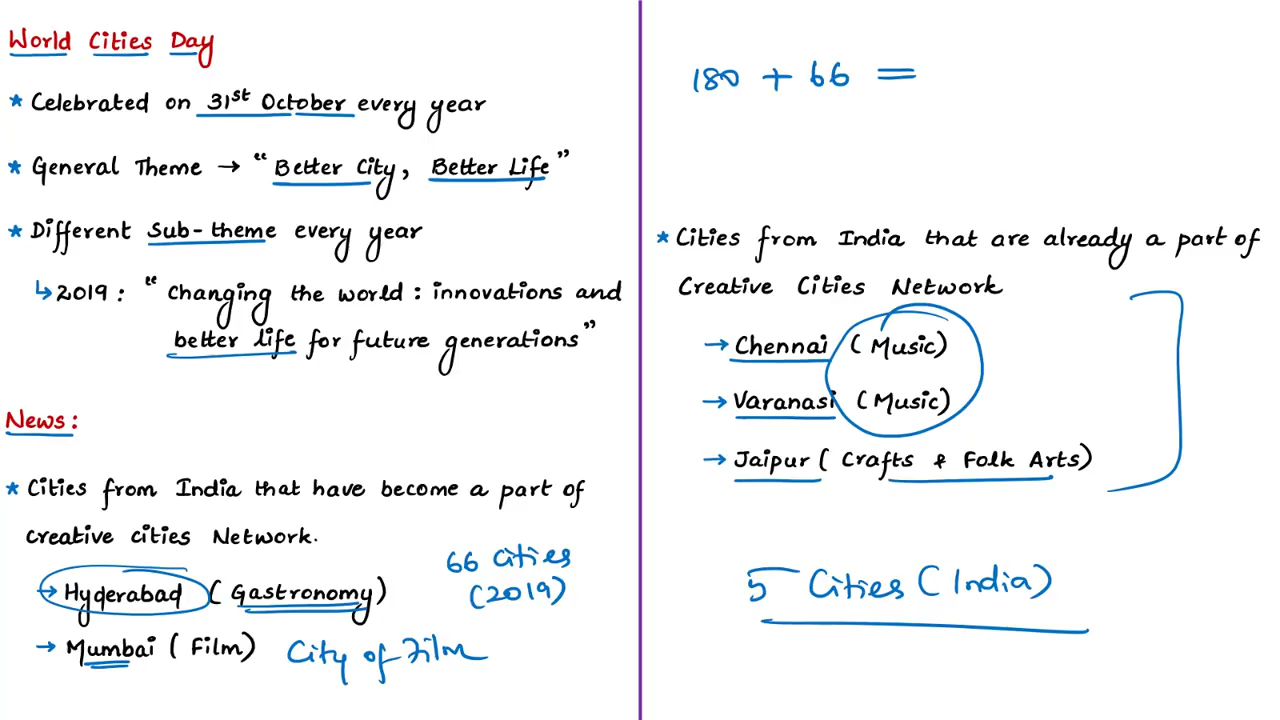 World Cities Day
* Celebrated on 31st October every year
* General Theme → "Better City, Better Life"
* Different Sub-theme every year
↳ 2019 : "Changing the world : innovations and
better life for future generations"
News:
* Cities from India that have become a part of
creative cities Network.
→ Hyderabad (Gastronomy)
66 Cities
(2019)
→ Mumbai (Film) City of Film
180 + 66 =
* Cities from India that are already a part of
Creative Cities Network
→ Chennai (Music)
→ Varanasi (Music)
→ Jaipur (Crafts & Folk Arts)
5 Cities (India)